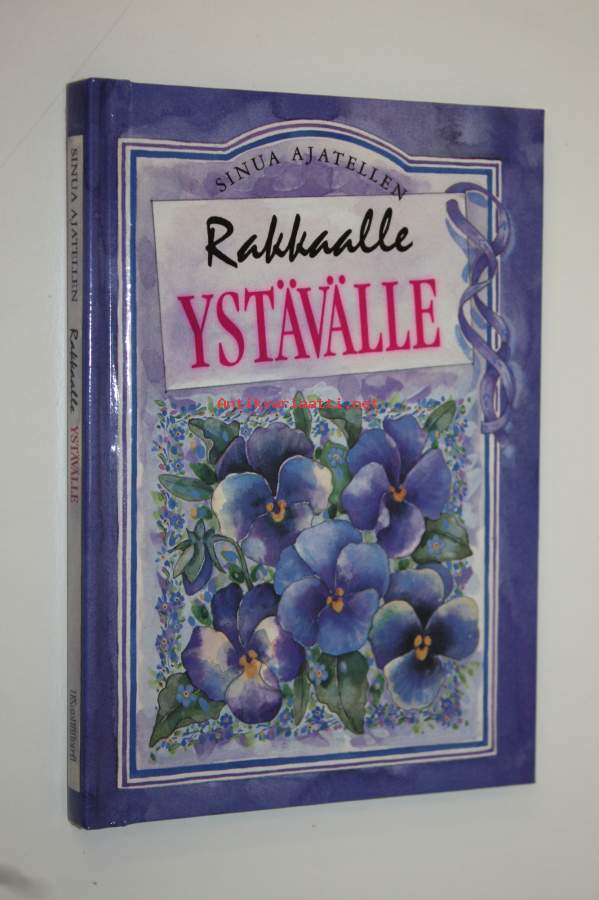 SINUA AJATELLEN
Rakkaalle
YSTÄVÄLLE
Antikvariaatti.net
SINUA AJATELLEN Rakkaalle YSTÄVÄLLE